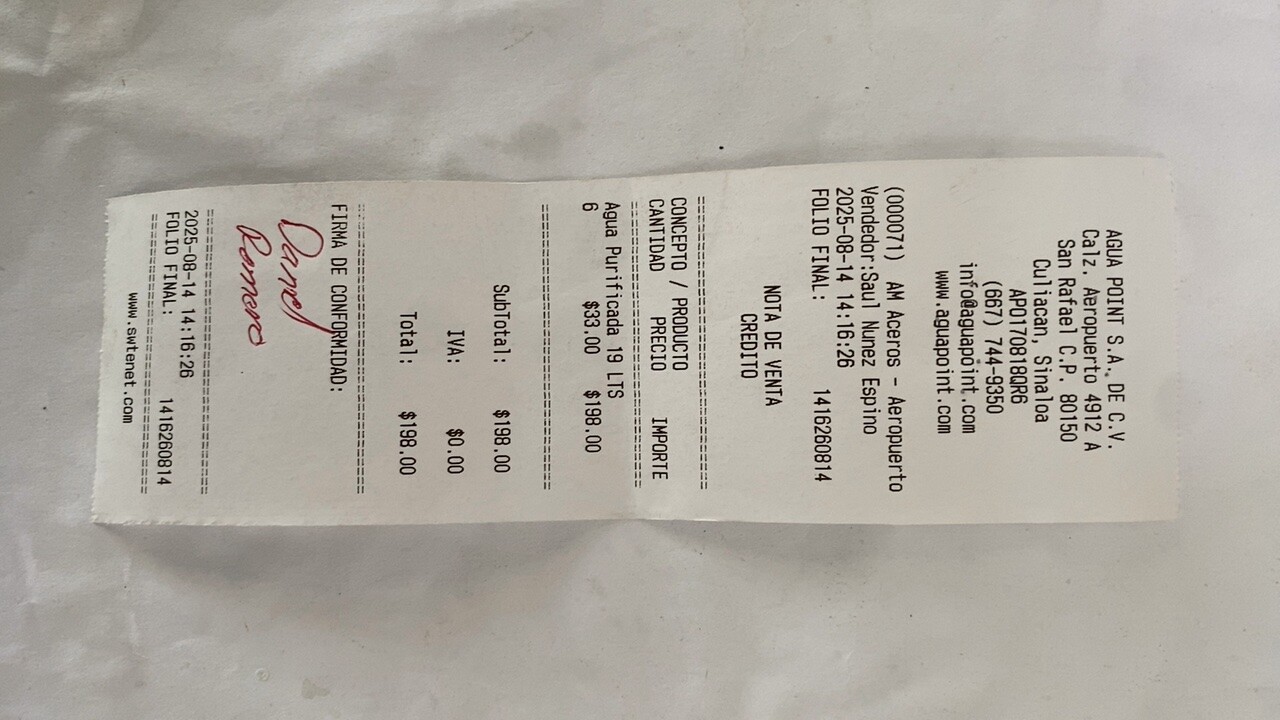 AGUA POINT S.A. DE C.V.
Calz. Aeropuerto 4912 A
San Rafael C.P. 80150
Culiacan, Sinaloa
APO170818QR6
(667) 744-9350
info@aguapoint.com
www.aguapoint.com
(000071) AM Aceros - Aeropuerto
Vendedor:Saul Nunez Espino
2025-08-14 14:16:26
FOLIO FINAL: 1416260814
NOTA DE VENTA
CREDITO
CONCEPTO / PRODUCTO
CANTIDAD PRECIO IMPORTE
Agua Purificada 19 LTS
6 $33.00 $198.00
SubTotal: $198.00
IVA: $0.00
Total: $198.00
FIRMA DE CONFORMIDAD:
Daniel
Romero
2025-08-14 14:16:26
FOLIO FINAL: 1416260814
www.swtenet.com